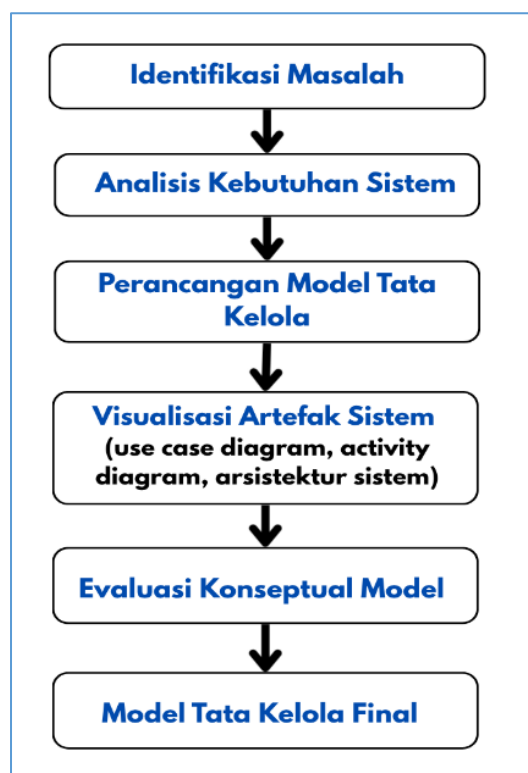 Identifikasi Masalah
Analisis Kebutuhan Sistem
Perancangan Model Tata
Kelola
Visualisasi Artefak Sistem
(use case diagram, activity
diagram, arsistektur sistem)
Evaluasi Konseptual Model
Model Tata Kelola Final